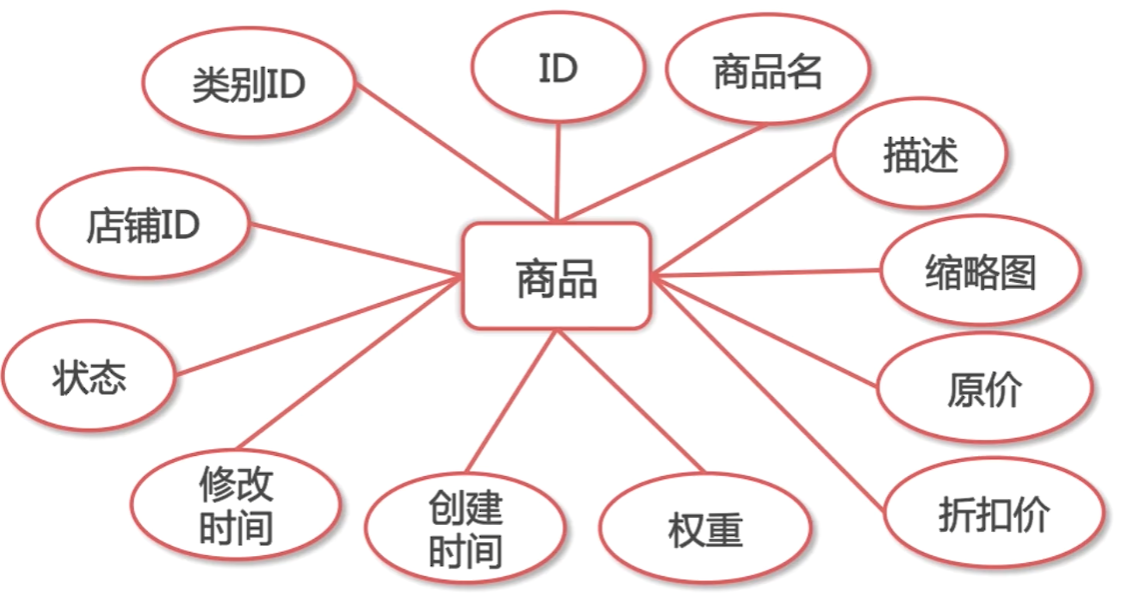 ID
商品名
类别ID
描述
店铺ID
缩略图
商品
状态
原价
修改
时间
创建
时间
权重
折扣价